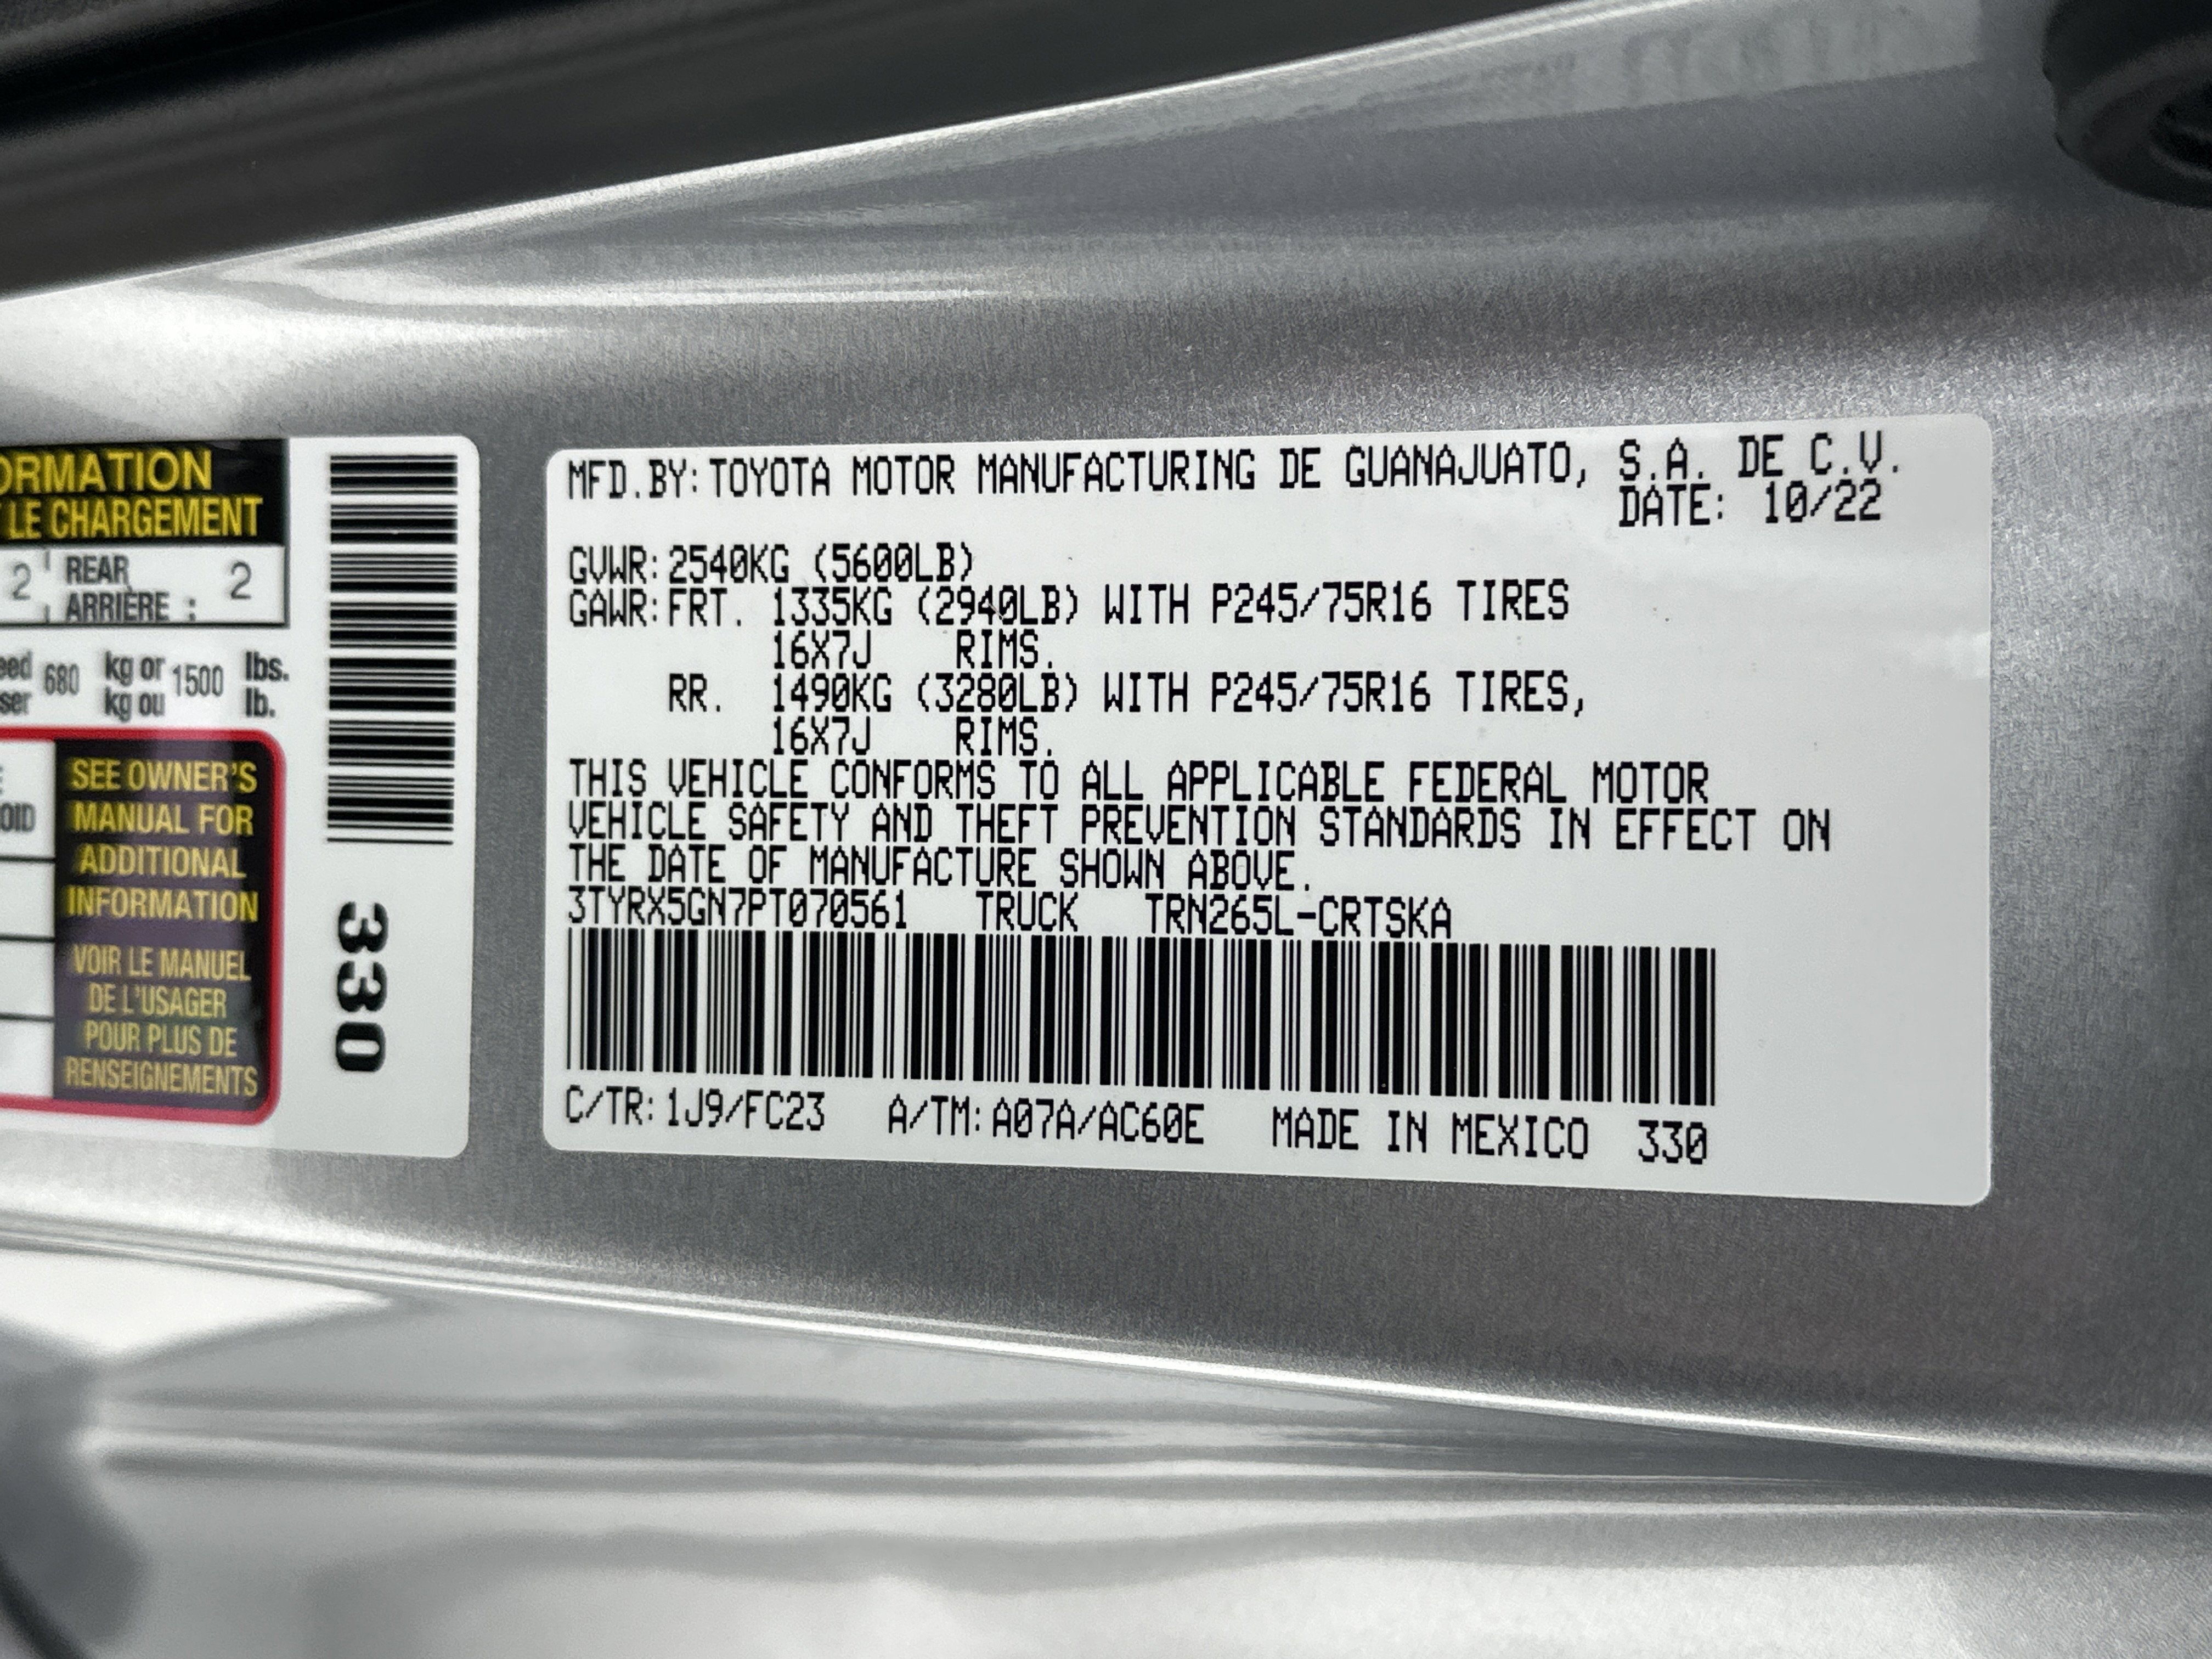 ORMATION
LE CHARGEMENT
2 REAR 2
ARRIÈRE :
680 kg or 1500 lbs.
kg ou lb.
SEE OWNER'S
MANUAL FOR
ADDITIONAL
INFORMATION
VOIR LE MANUEL
DE L'USAGER
POUR PLUS DE
RENSEIGNEMENTS
330
MFD.BY: TOYOTA MOTOR MANUFACTURING DE GUANAJUATO, S.A. DE C.V.
DATE: 10/22
GVWR: 2540KG (5600LB)
GAWR: FRT. 1335KG (2940LB) WITH P245/75R16 TIRES
16X7J RIMS.
RR. 1490KG (3280LB) WITH P245/75R16 TIRES,
16X7J RIMS.
THIS VEHICLE CONFORMS TO ALL APPLICABLE FEDERAL MOTOR
VEHICLE SAFETY AND THEFT PREVENTION STANDARDS IN EFFECT ON
THE DATE OF MANUFACTURE SHOWN ABOVE.
3TYRX5GN7PT070561 TRUCK TRN265L-CRTSKA
C/TR: 1J9/FC23 A/TM: A07A/AC60E MADE IN MEXICO 330